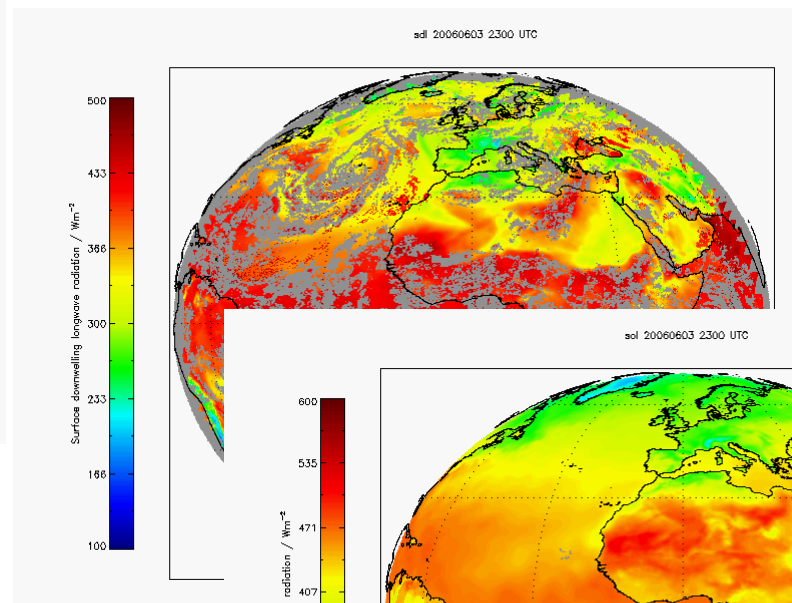 sdl 20060603 2300 UTC
500
433
366
300
233
166
100
Surface downwelling longwave radiation / Wm⁻²
sol 20060603 2300 UTC
600
535
471
407
radiation / Wm⁻²